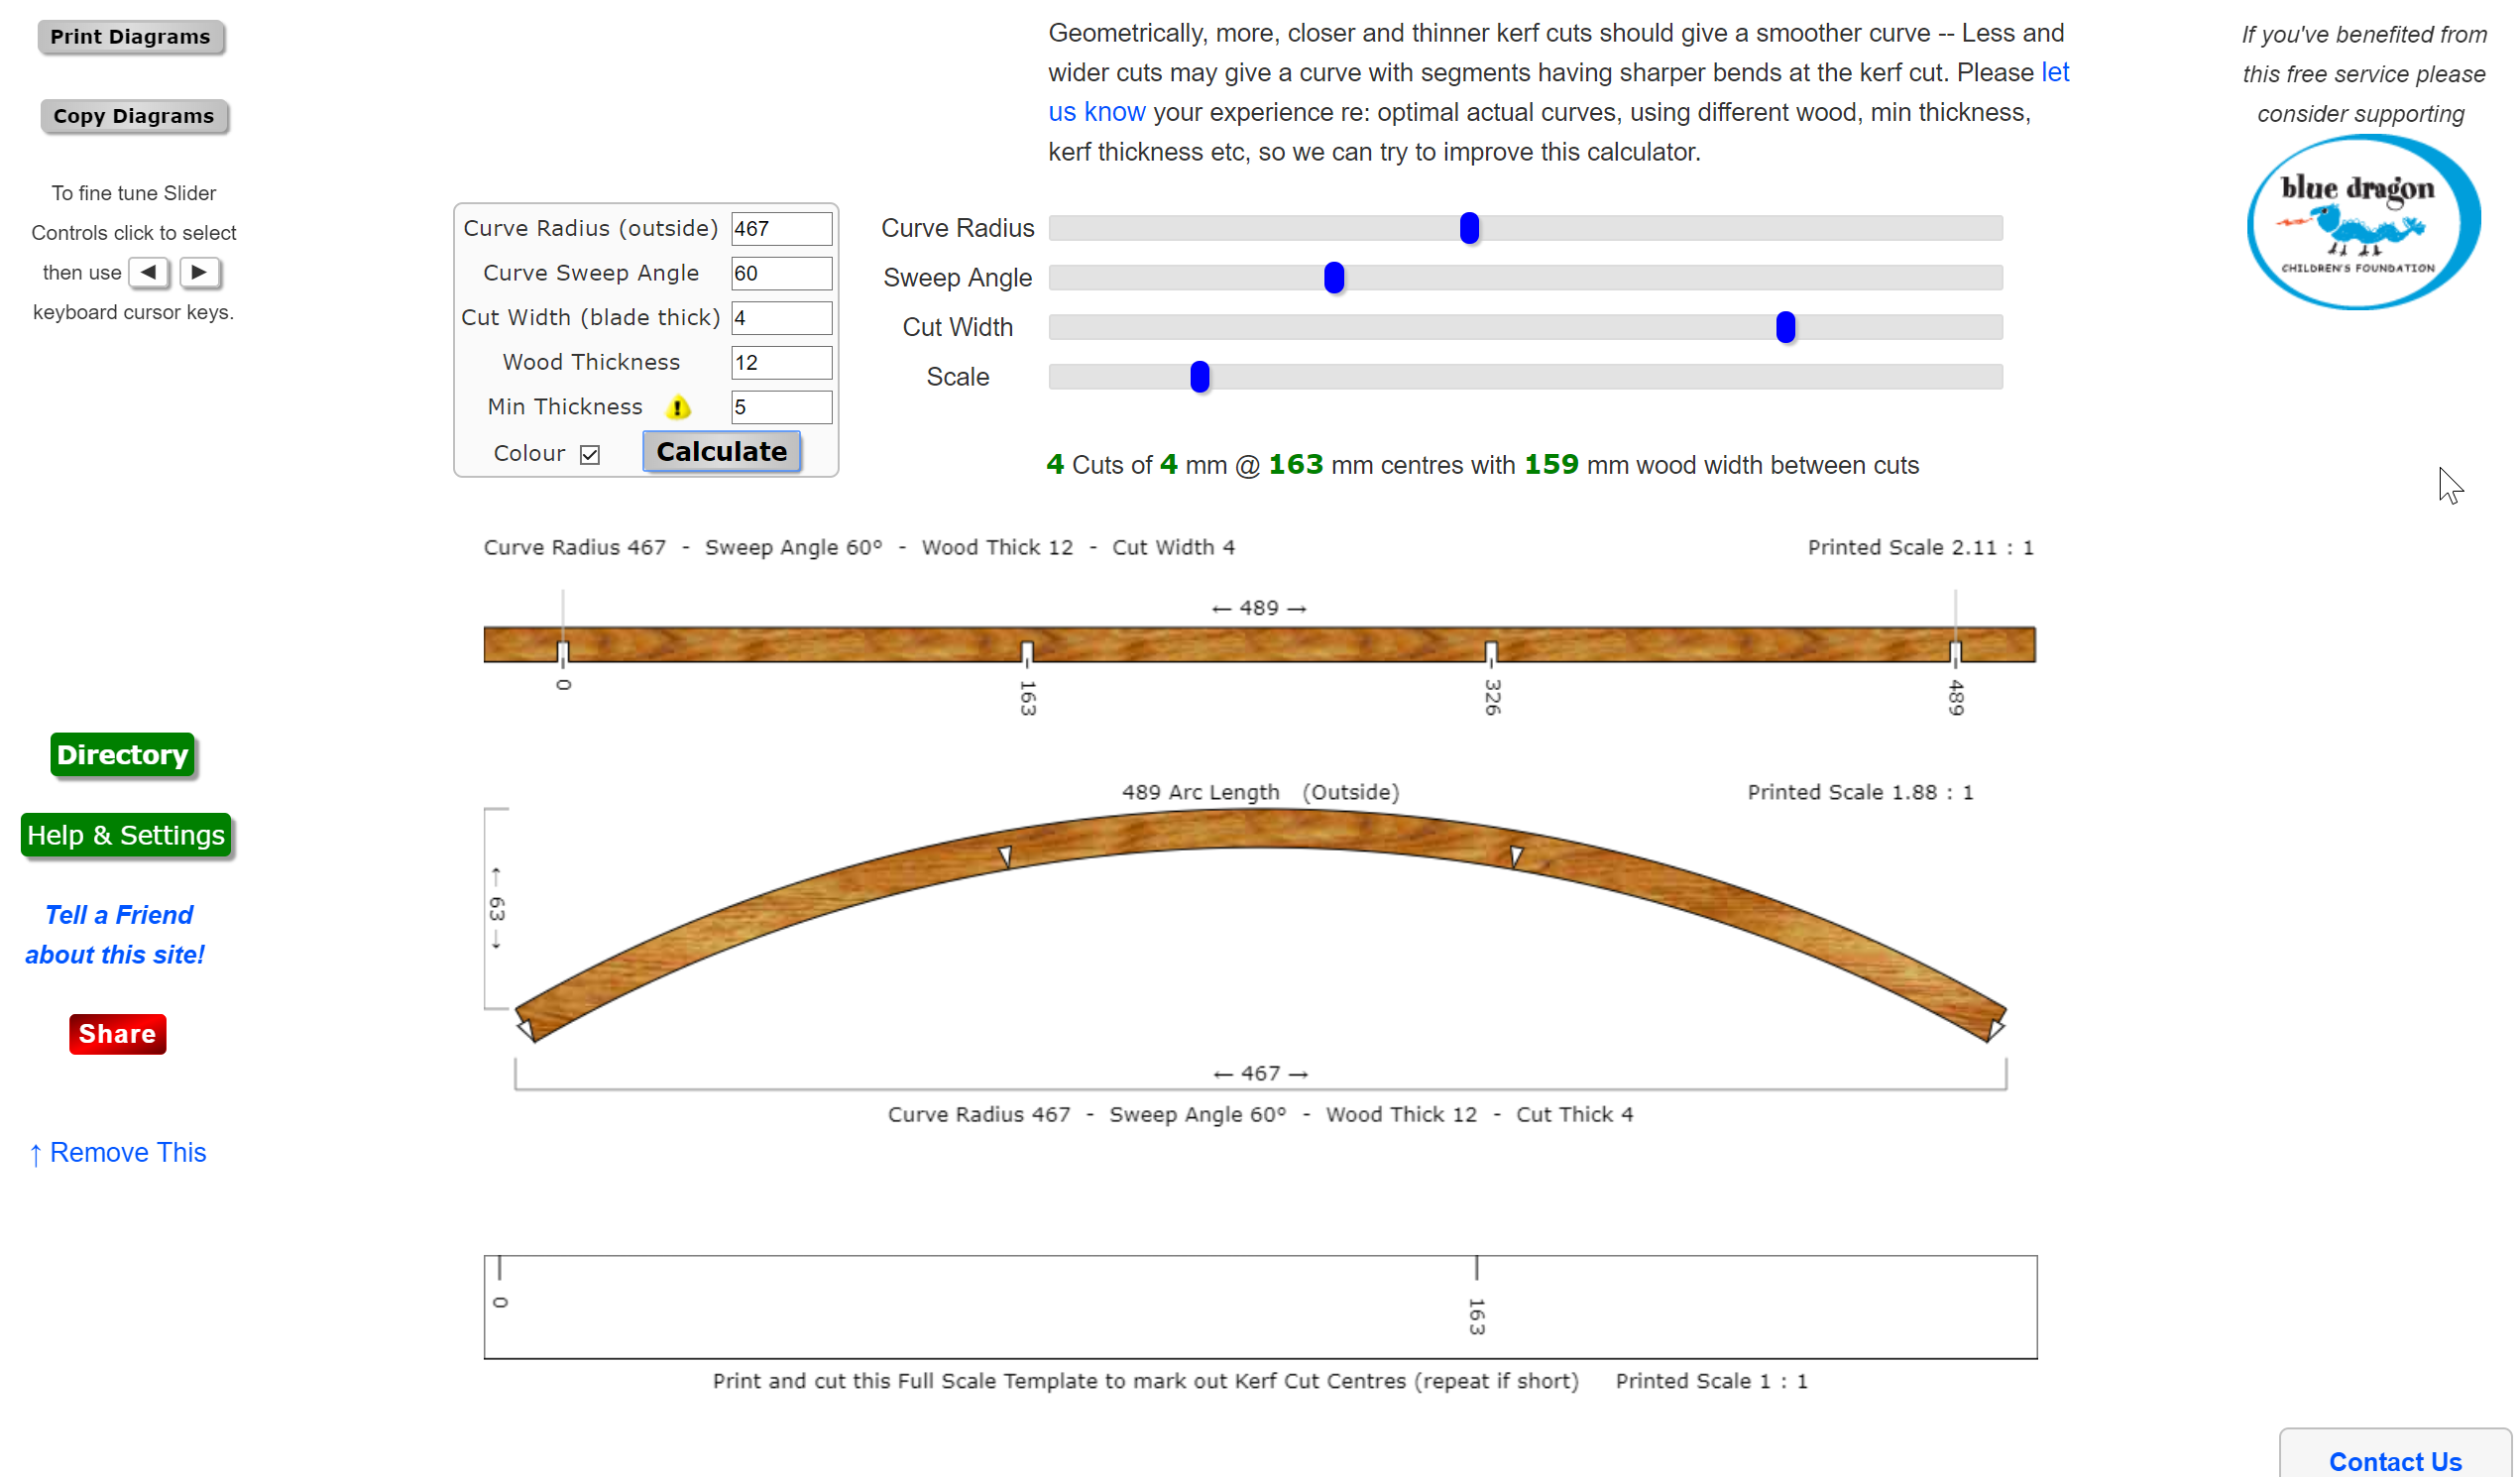 Print Diagrams
Copy Diagrams
To fine tune Slider
Controls click to select
then use ◄ ►
keyboard cursor keys.
Directory
Help & Settings
Tell a Friend
about this site!
Share
↑ Remove This
Geometrically, more, closer and thinner kerf cuts should give a smoother curve -- Less and
wider cuts may give a curve with segments having sharper bends at the kerf cut. Please let
us know your experience re: optimal actual curves, using different wood, min thickness,
kerf thickness etc, so we can try to improve this calculator.
If you've benefited from
this free service please
consider supporting
blue dragon
CHILDREN'S FOUNDATION
Curve Radius (outside) 467
Curve Sweep Angle 60
Cut Width (blade thick) 4
Wood Thickness 12
Min Thickness 5
Colour Calculate
Curve Radius
Sweep Angle
Cut Width
Scale
4 Cuts of 4 mm @ 163 mm centres with 159 mm wood width between cuts
Curve Radius 467 - Sweep Angle 60° - Wood Thick 12 - Cut Width 4 Printed Scale 2.11 : 1
← 489 →
0 163 326 489
489 Arc Length (Outside) Printed Scale 1.88 : 1
← 63 →
← 467 →
Curve Radius 467 - Sweep Angle 60° - Wood Thick 12 - Cut Thick 4
0 163
Print and cut this Full Scale Template to mark out Kerf Cut Centres (repeat if short) Printed Scale 1 : 1
Contact Us